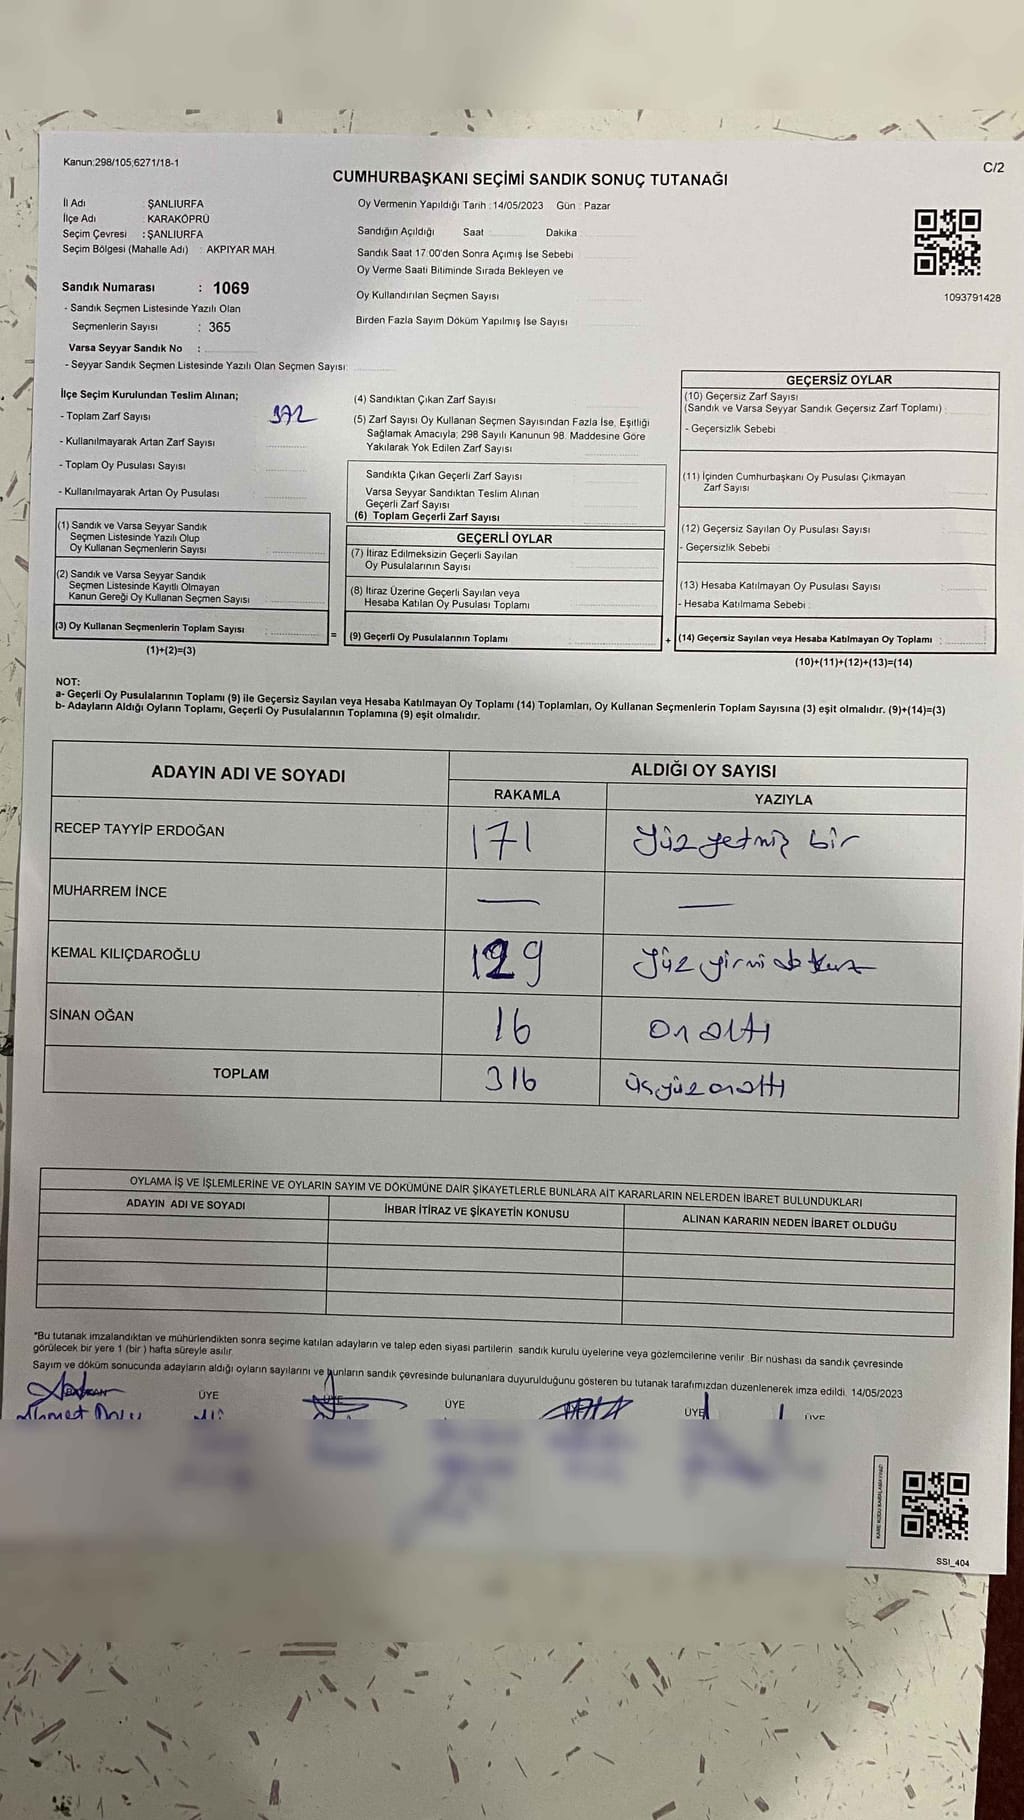 Kanun:298/105;6271/18-1
C/2
CUMHURBAŞKANI SEÇİMİ SANDIK SONUÇ TUTANAĞI
İl Adı : ŞANLIURFA
İlçe Adı : KARAKÖPRÜ
Seçim Çevresi : ŞANLIURFA
Seçim Bölgesi (Mahalle Adı) : AKPIYAR MAH.
Sandık Numarası : 1069
- Sandık Seçmen Listesinde Yazılı Olan
Seçmenlerin Sayısı : 365
Varsa Seyyar Sandık No :
- Seyyar Sandık Seçmen Listesinde Yazılı Olan Seçmen Sayısı:
Oy Vermenin Yapıldığı Tarih : 14/05/2023 Gün : Pazar
Sandığın Açıldığı Saat Dakika
Sandık Saat 17:00'den Sonra Açımış İse Sebebi
Oy Verme Saati Bitiminde Sırada Bekleyen ve
Oy Kullandırılan Seçmen Sayısı
Birden Fazla Sayım Döküm Yapılmış İse Sayısı
1093791428
İlçe Seçim Kurulundan Teslim Alınan;
- Toplam Zarf Sayısı 372
- Kullanılmayarak Artan Zarf Sayısı
- Toplam Oy Pusulası Sayısı
- Kullanılmayarak Artan Oy Pusulası
(1) Sandık ve Varsa Seyyar Sandık
Seçmen Listesinde Yazılı Olup
Oy Kullanan Seçmenlerin Sayısı
(2) Sandık ve Varsa Seyyar Sandık
Seçmen Listesinde Kayıtlı Olmayan
Kanun Gereği Oy Kullanan Seçmen Sayısı
(3) Oy Kullanan Seçmenlerin Toplam Sayısı
(1)+(2)=(3)
(4) Sandıktan Çıkan Zarf Sayısı
(5) Zarf Sayısı Oy Kullanan Seçmen Sayısından Fazla İse, Eşitliği
Sağlamak Amacıyla; 298 Sayılı Kanunun 98. Maddesine Göre
Yakılarak Yok Edilen Zarf Sayısı
Sandıkta Çıkan Geçerli Zarf Sayısı
Varsa Seyyar Sandıktan Teslim Alınan
Geçerli Zarf Sayısı
(6) Toplam Geçerli Zarf Sayısı
GEÇERLİ OYLAR
(7) İtiraz Edilmeksizin Geçerli Sayılan
Oy Pusulalarının Sayısı
(8) İtiraz Üzerine Geçerli Sayılan veya
Hesaba Katılan Oy Pusulası Toplamı
= (9) Geçerli Oy Pusulalarının Toplamı
GEÇERSİZ OYLAR
(10) Geçersiz Zarf Sayısı
(Sandık ve Varsa Seyyar Sandık Geçersiz Zarf Toplamı) :
- Geçersizlik Sebebi
(11) İçinden Cumhurbaşkanı Oy Pusulası Çıkmayan
Zarf Sayısı
(12) Geçersiz Sayılan Oy Pusulası Sayısı
- Geçersizlik Sebebi
(13) Hesaba Katılmayan Oy Pusulası Sayısı
- Hesaba Katılmama Sebebi
+ (14) Geçersiz Sayılan veya Hesaba Katılmayan Oy Toplamı :
(10)+(11)+(12)+(13)=(14)
NOT:
a- Geçerli Oy Pusulalarının Toplamı (9) ile Geçersiz Sayılan veya Hesaba Katılmayan Oy Toplamı (14) Toplamları, Oy Kullanan Seçmenlerin Toplam Sayısına (3) eşit olmalıdır. (9)+(14)=(3)
b- Adayların Aldığı Oyların Toplamı, Geçerli Oy Pusulalarının Toplamına (9) eşit olmalıdır.
ADAYIN ADI VE SOYADI ALDIĞI OY SAYISI
RAKAMLA YAZIYLA
RECEP TAYYİP ERDOĞAN 171 Yüz yetmiş bir
MUHARREM İNCE — —
KEMAL KILIÇDAROĞLU 129 Yüz yirmi dokuz
SİNAN OĞAN 16 on altı
TOPLAM 316 üçyüz onaltı
OYLAMA İŞ VE İŞLEMLERİNE VE OYLARIN SAYIM VE DÖKÜMÜNE DAİR ŞİKAYETLERLE BUNLARA AİT KARARLARIN NELERDEN İBARET BULUNDUKLARI
ADAYIN ADI VE SOYADI İHBAR İTİRAZ VE ŞİKAYETİN KONUSU ALINAN KARARIN NEDEN İBARET OLDUĞU
*Bu tutanak imzalandıktan ve mühürlendikten sonra seçime katılan adayların ve talep eden siyasi partilerin sandık kurulu üyelerine veya gözlemcilerine verilir. Bir nüshası da sandık çevresinde
görülecek bir yere 1 (bir) hafta süreyle asılır.
Sayım ve döküm sonucunda adayların aldığı oyların sayılarını ve bunların sandık çevresinde bulunanlara duyurulduğunu gösteren bu tutanak tarafımızdan düzenlenerek imza edildi. 14/05/2023
BAŞKAN ÜYE ÜYE ÜYE ÜYE ÜYE
Ahmet
SSI_404